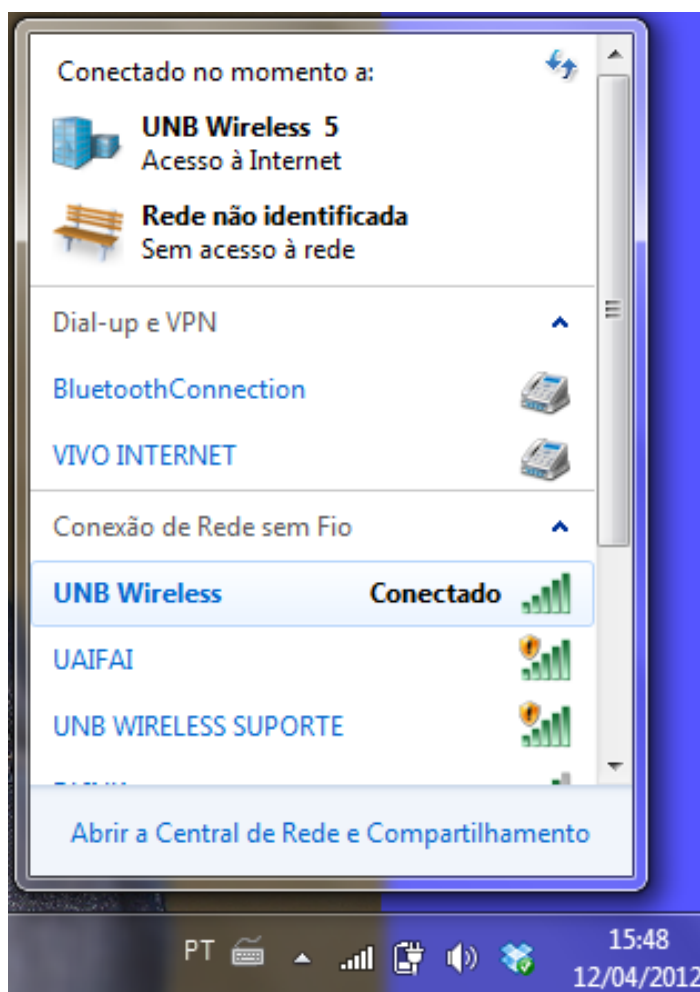 Conectado no momento a:
UNB Wireless 5
Acesso à Internet
Rede não identificada
Sem acesso à rede
Dial-up e VPN
BluetoothConnection
VIVO INTERNET
Conexão de Rede sem Fio
UNB Wireless Conectado
UAIFAI
UNB WIRELESS SUPORTE
Abrir a Central de Rede e Compartilhamento
PT
15:48
12/04/2012